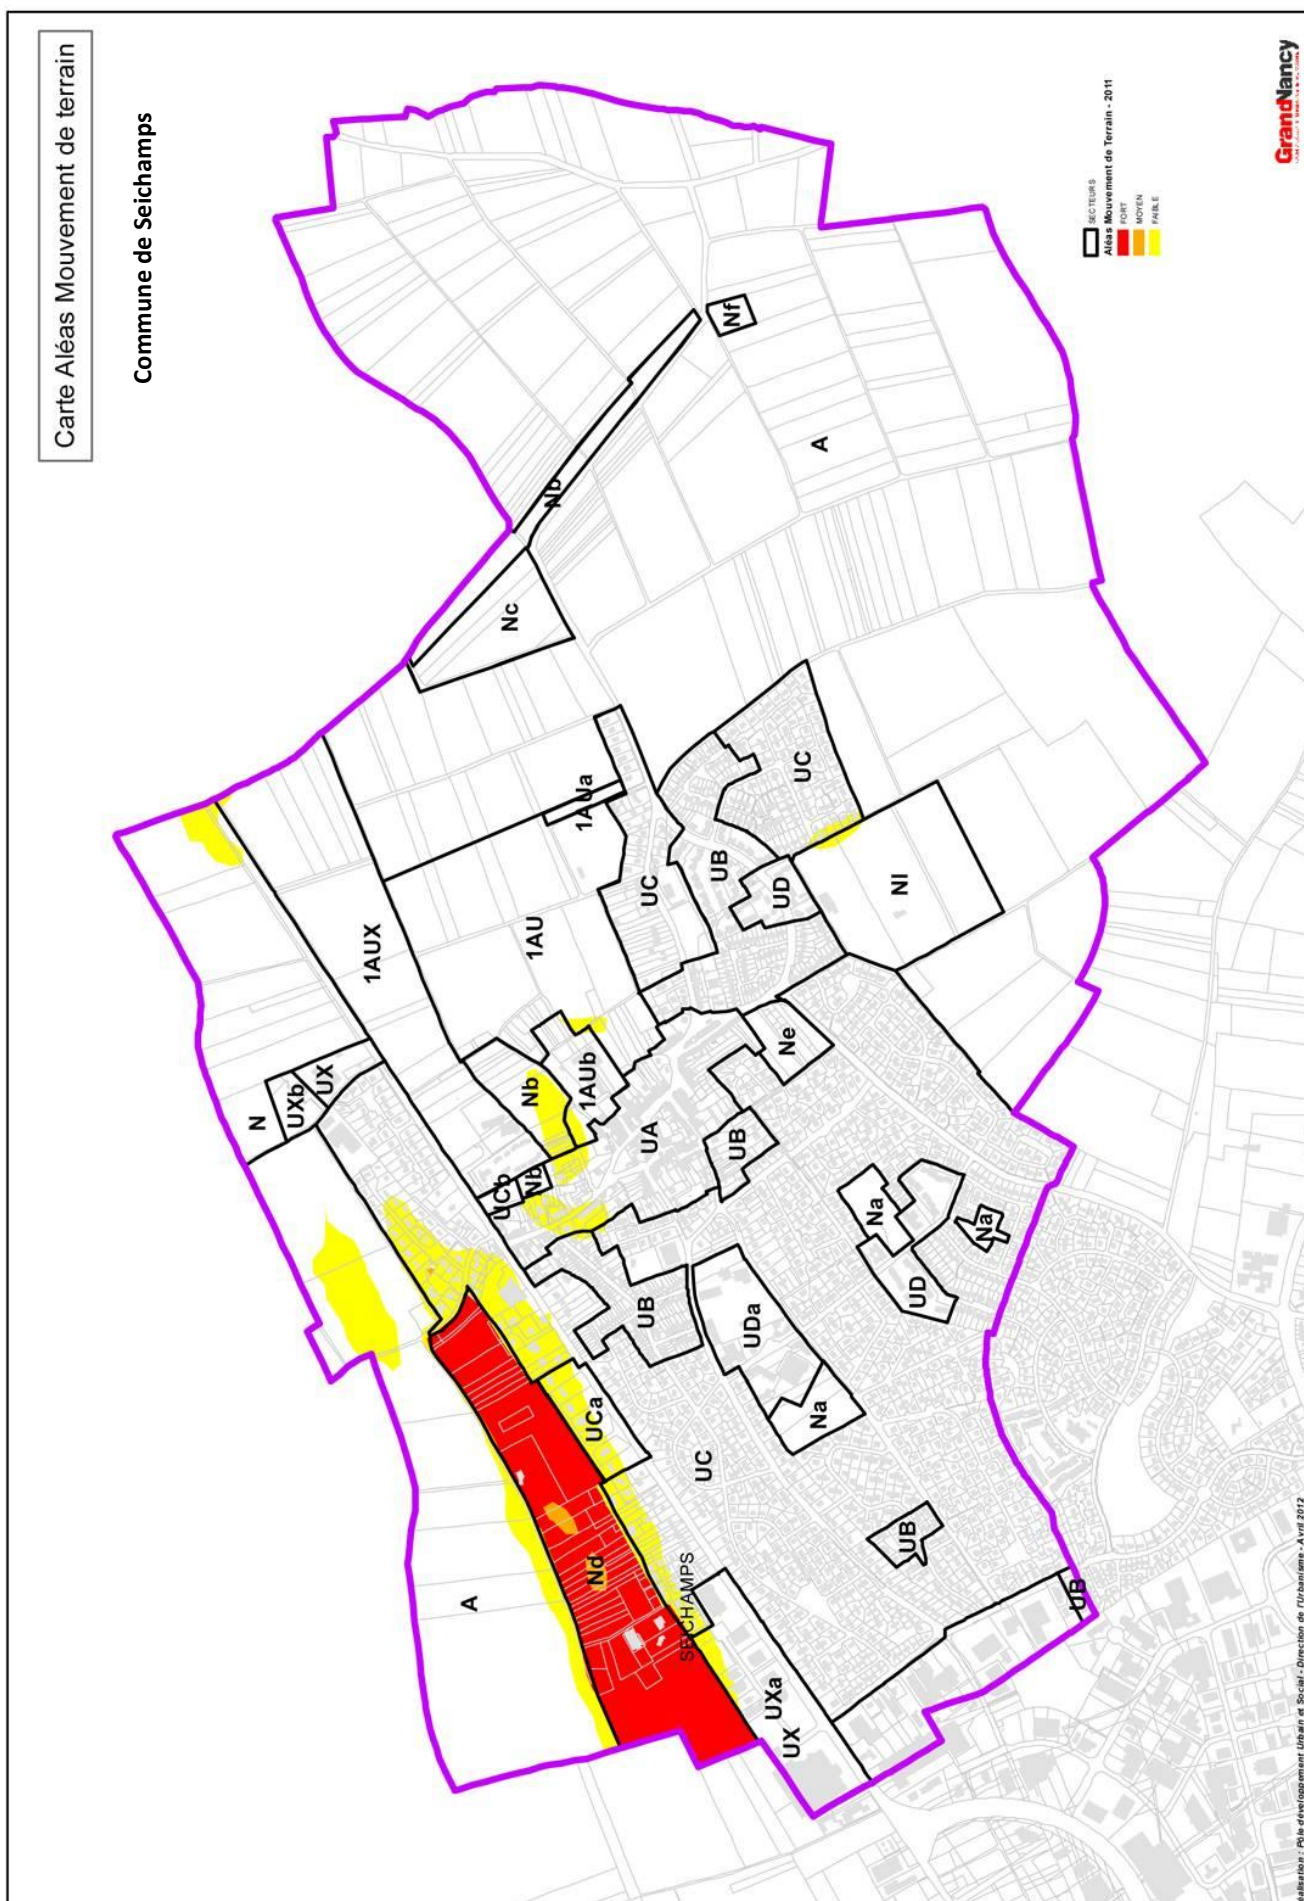 Carte Aléas Mouvement de terrain
Commune de Seichamps
SECTEURS
Aléas Mouvement de Terrain - 2011
FORT
MOYEN
FAIBLE
GrandNancy
A
Nd
SEICHAMPS
UX
UXa
UCa
UC
UB
UB
UB
UDa
Na
N
UXb
UX
UCb
Nb
Nb
1AUb
UA
UB
Ne
Na
Na
UD
1AUX
1AU
1AUa
UC
UB
UD
UC
Nl
Nc
Nb
Nf
A
alisation : Pôle développement Urbain et Social - Direction de l'Urbanisme - Avril 2012